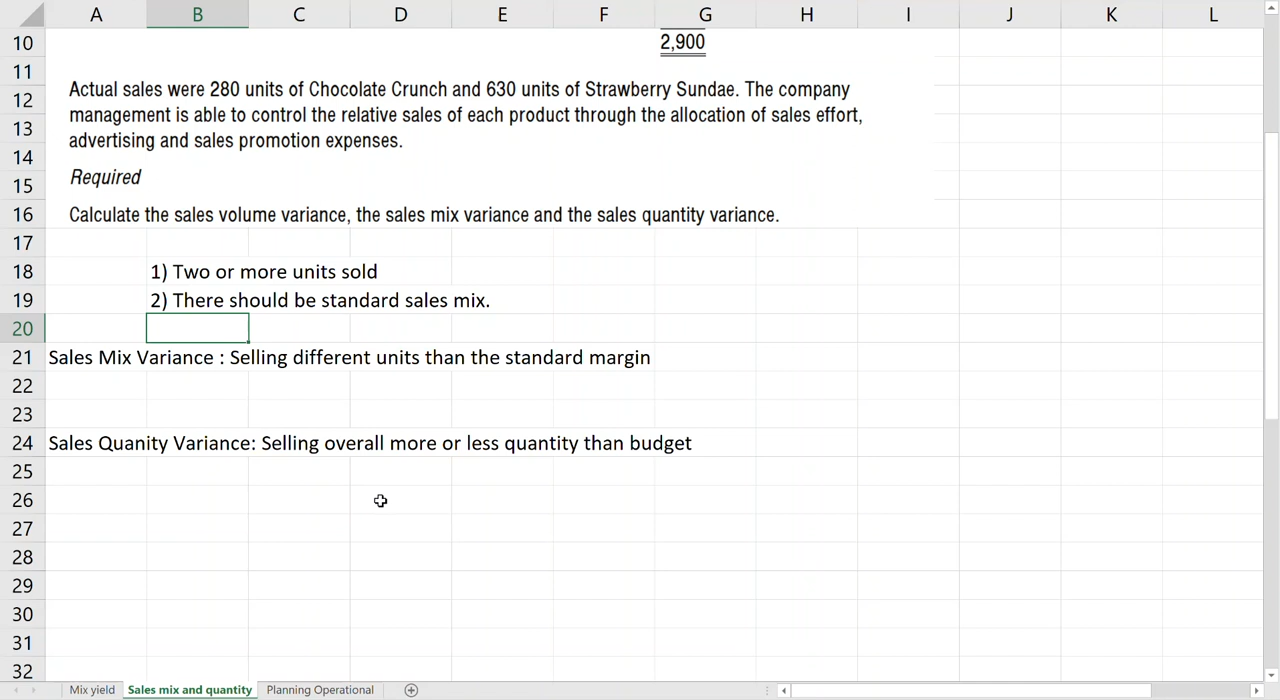 A B C D E F G H I J K L
10 2,900
11
Actual sales were 280 units of Chocolate Crunch and 630 units of Strawberry Sundae. The company
12
management is able to control the relative sales of each product through the allocation of sales effort,
13
advertising and sales promotion expenses.
14
Required
15
16 Calculate the sales volume variance, the sales mix variance and the sales quantity variance.
17
18 1) Two or more units sold
19 2) There should be standard sales mix.
20
21 Sales Mix Variance : Selling different units than the standard margin
22
23
24 Sales Quanity Variance: Selling overall more or less quantity than budget
25
26
27
28
29
30
31
32
Mix yield Sales mix and quantity Planning Operational